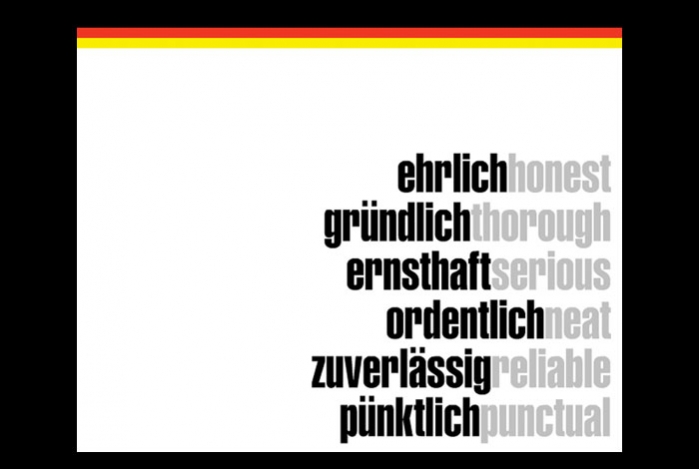 ehrlichhonest
gründlichthorough
ernsthaftserious
ordentlichneat
zuverlässigreliable
pünktlichpunctual